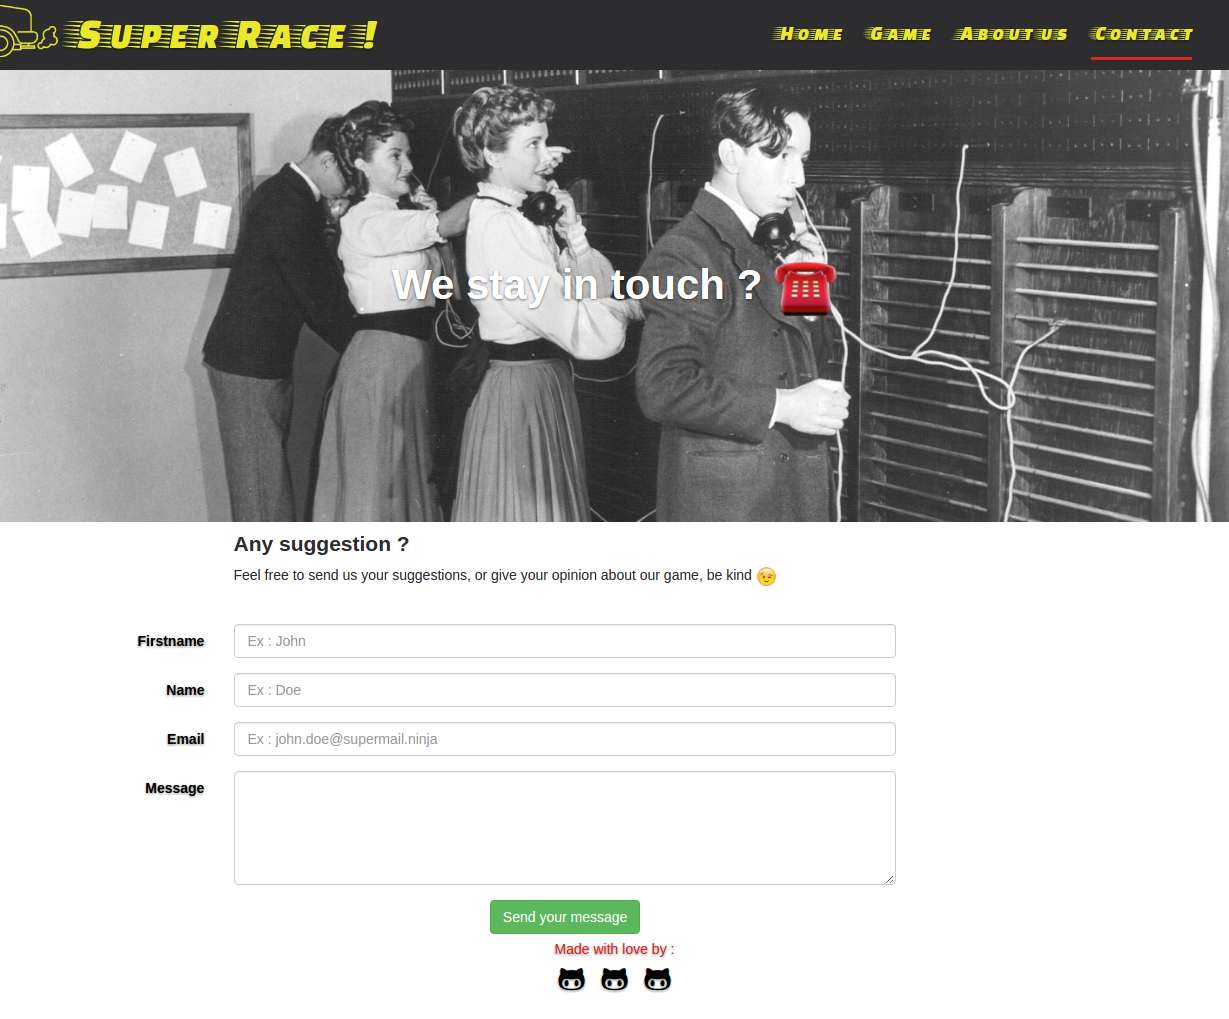 Super Race !
Home Game About us Contact
We stay in touch ? ☎️
Any suggestion ?
Feel free to send us your suggestions, or give your opinion about our game, be kind 😉
Firstname Ex : John
Name Ex : Doe
Email Ex : john.doe@supermail.ninja
Message
Send your message
Made with love by :